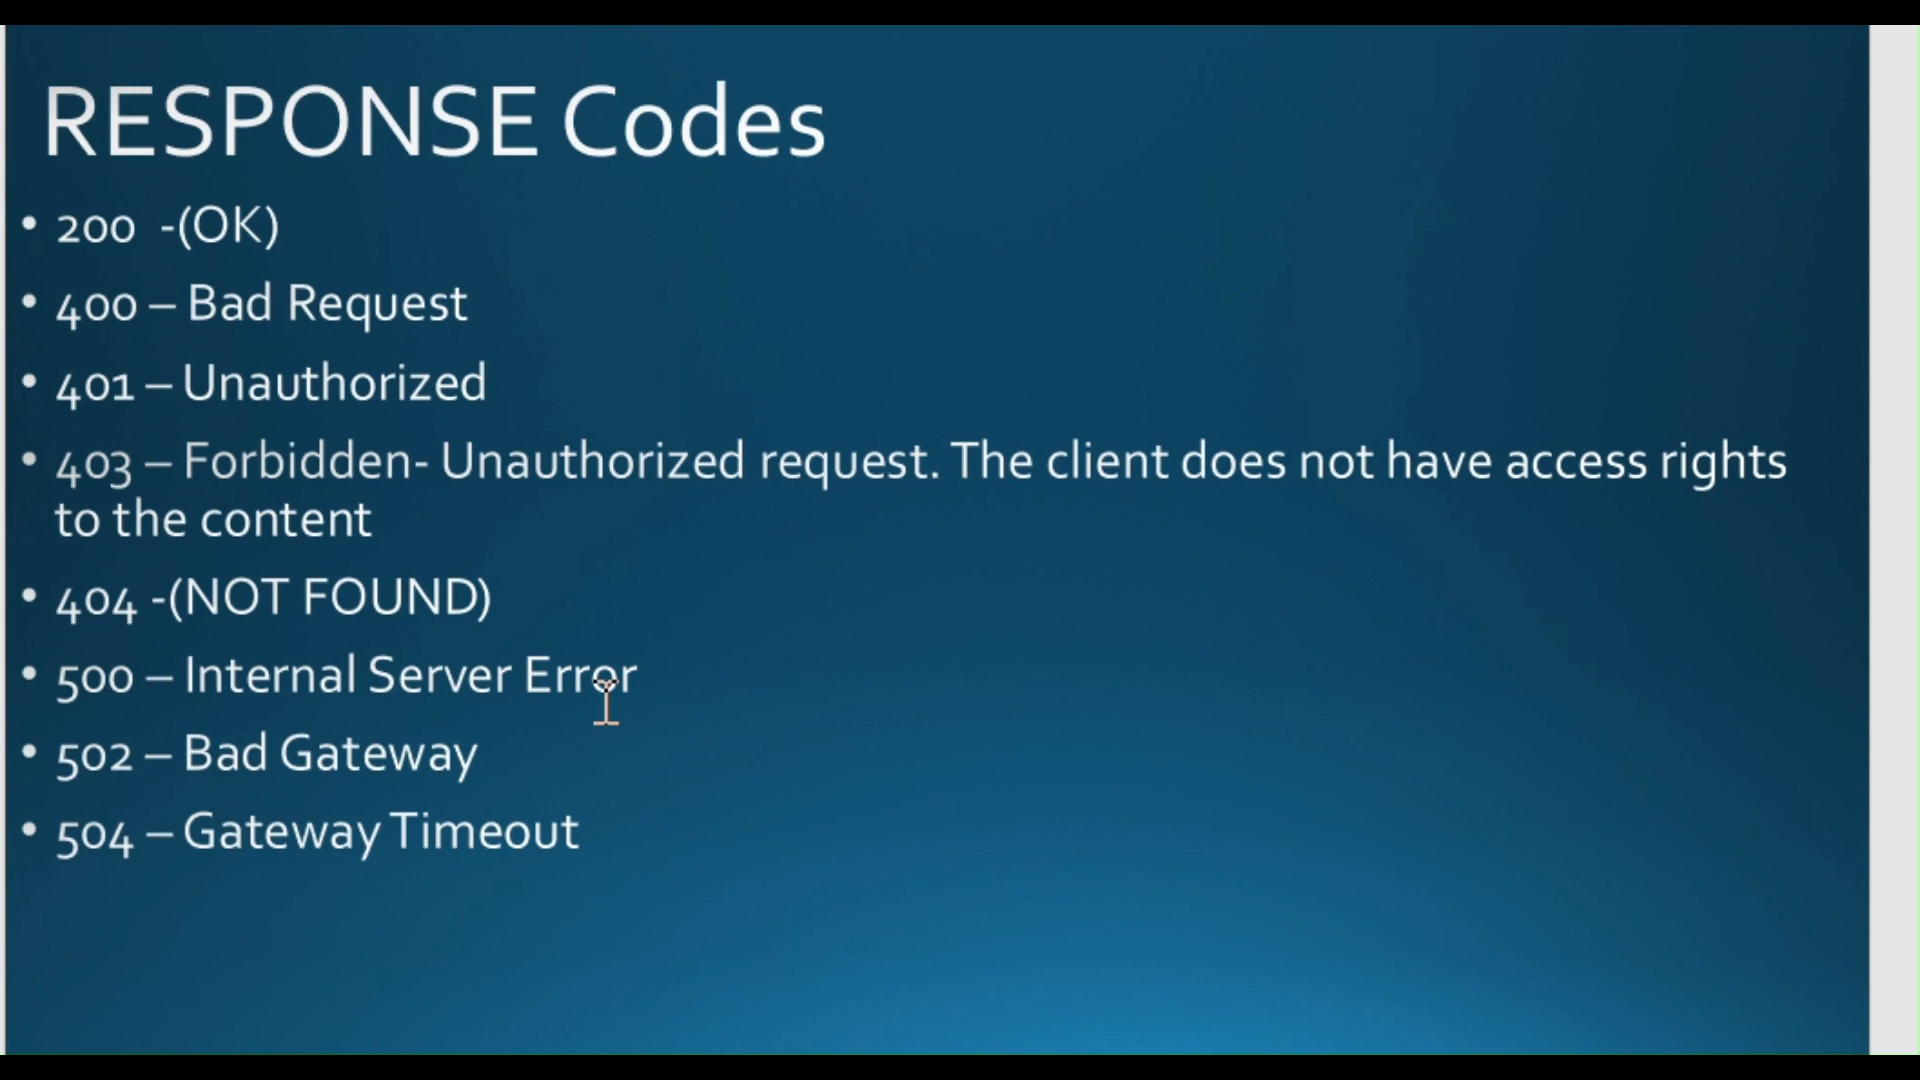 RESPONSE Codes
• 200  -(OK)
• 400 – Bad Request
• 401 – Unauthorized
• 403 – Forbidden- Unauthorized request. The client does not have access rights
to the content
• 404 -(NOT FOUND)
• 500 – Internal Server Error
• 502 – Bad Gateway
• 504 – Gateway Timeout